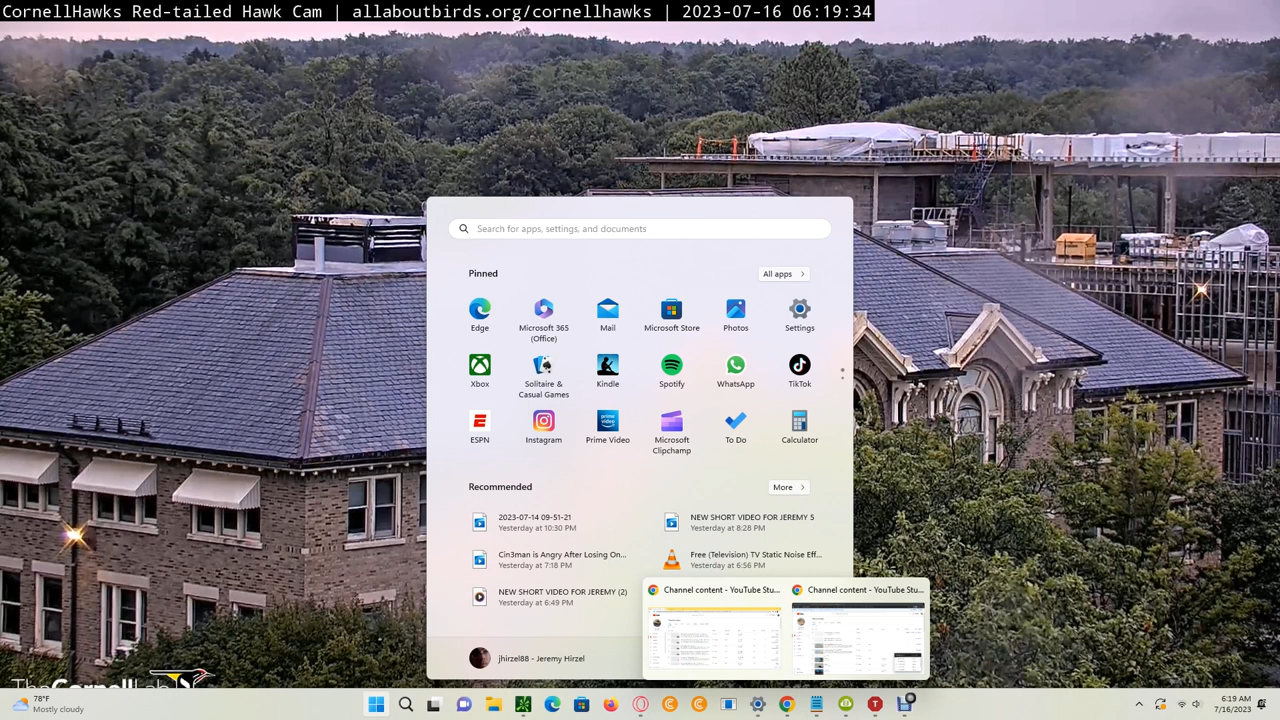 CornellHawks Red-tailed Hawk Cam | allaboutbirds.org/cornellhawks | 2023-07-16 06:19:34
Search for apps, settings, and documents
Pinned
All apps
Edge
Microsoft 365 (Office)
Mail
Microsoft Store
Photos
Settings
Xbox
Solitaire & Casual Games
Kindle
Spotify
WhatsApp
TikTok
ESPN
Instagram
prime video
Prime Video
Microsoft Clipchamp
To Do
Calculator
Recommended
More
2023-07-14 09-51-21
Yesterday at 10:30 PM
NEW SHORT VIDEO FOR JEREMY 5
Yesterday at 8:28 PM
Cin3man is Angry After Losing On...
Yesterday at 7:18 PM
Free (Television) TV Static Noise Eff...
Yesterday at 6:56 PM
NEW SHORT VIDEO FOR JEREMY (2)
Yesterday at 6:49 PM
Channel content - YouTube Stu...
Channel content - YouTube Stu...
jhirzel88 - Jeremy Hirzel
78°F
Mostly cloudy
6:19 AM
7/16/2023